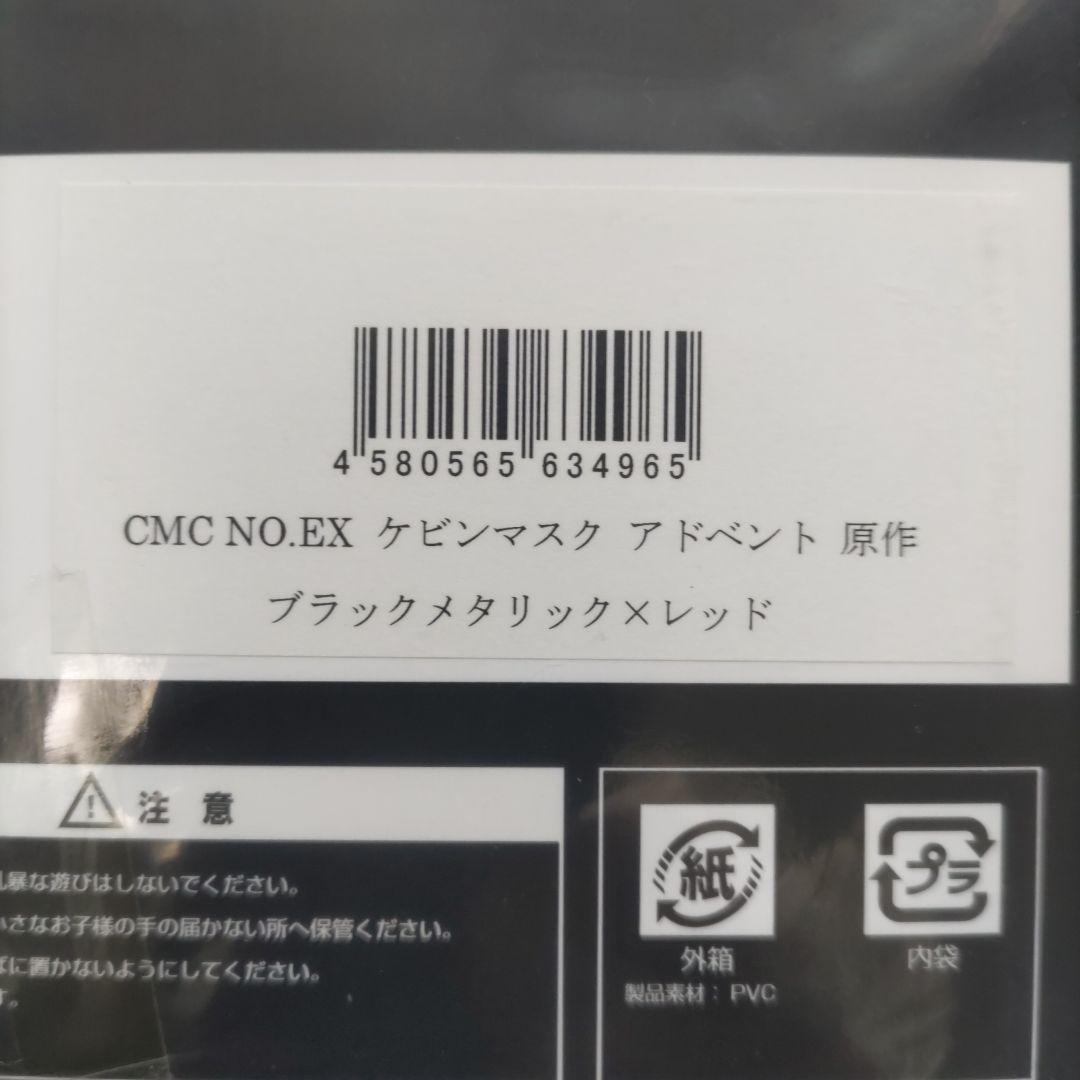 4 580565 634965
CMC NO.EX ケビンマスク アドベント 原作
ブラックメタリック×レッド
注 意
暴な遊びはしないでください。
さなお子様の手の届かない所へ保管ください。
に置かないようにしてください。
す。
紙
外箱
プラ
内袋
製品素材：PVC